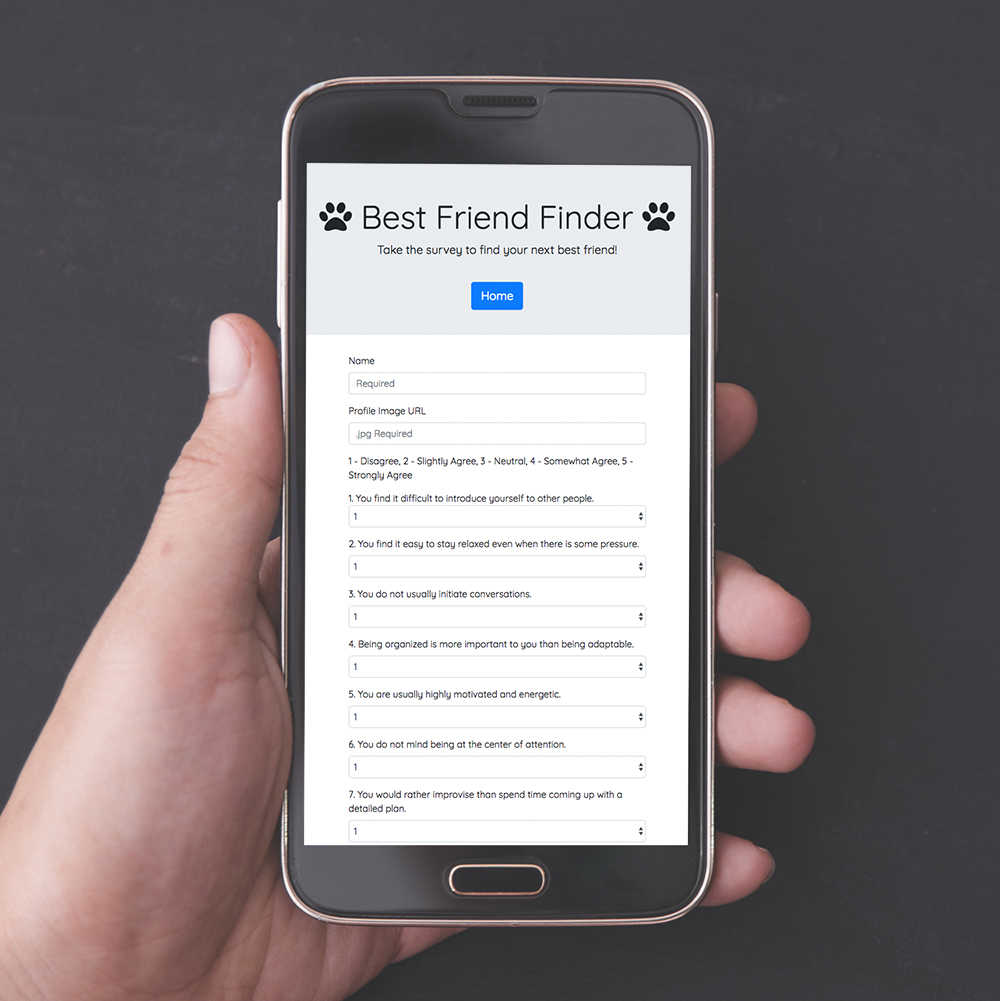 Best Friend Finder
Take the survey to find your next best friend!
Home
Name
Required
Profile Image URL
.jpg Required
1 - Disagree, 2 - Slightly Agree, 3 - Neutral, 4 - Somewhat Agree, 5 -
Strongly Agree
1. You find it difficult to introduce yourself to other people.
1
2. You find it easy to stay relaxed even when there is some pressure.
1
3. You do not usually initiate conversations.
1
4. Being organized is more important to you than being adaptable.
1
5. You are usually highly motivated and energetic.
1
6. You do not mind being at the center of attention.
1
7. You would rather improvise than spend time coming up with a
detailed plan.
1